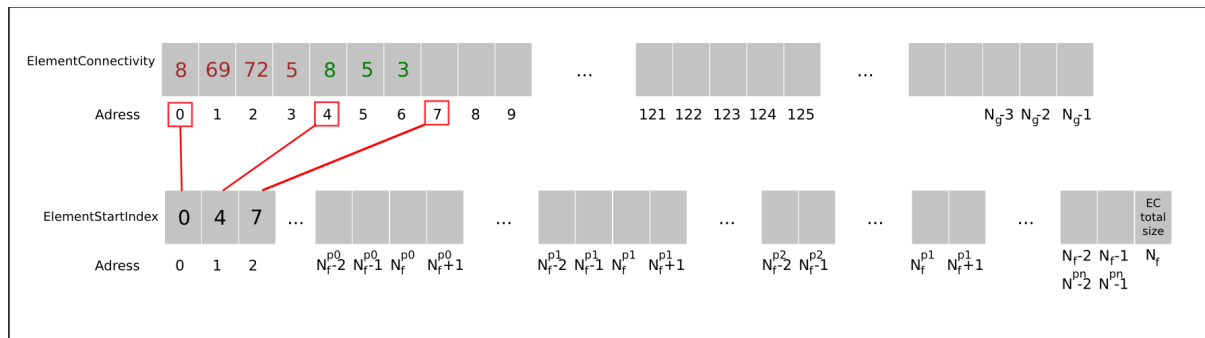 ElementConnectivity 8 69 72 5 8 5 3 ... ...
Adress 0 1 2 3 4 5 6 7 8 9 121 122 123 124 125 N_g-3 N_g-2 N_g-1
ElementStartIndex 0 4 7 ... ... ... ... ... EC total size
Adress 0 1 2 N_f^p0-2 N_f^p0-1 N_f^p0 N_f^p0+1 N_f^p1-2 N_f^p1-1 N_f^p1 N_f^p1+1 N_f^p2-2 N_f^p2-1 N_f^p1 N_f^p1+1 N_f-2 N_f-1 N_f
N^pn-2 N^pn-1